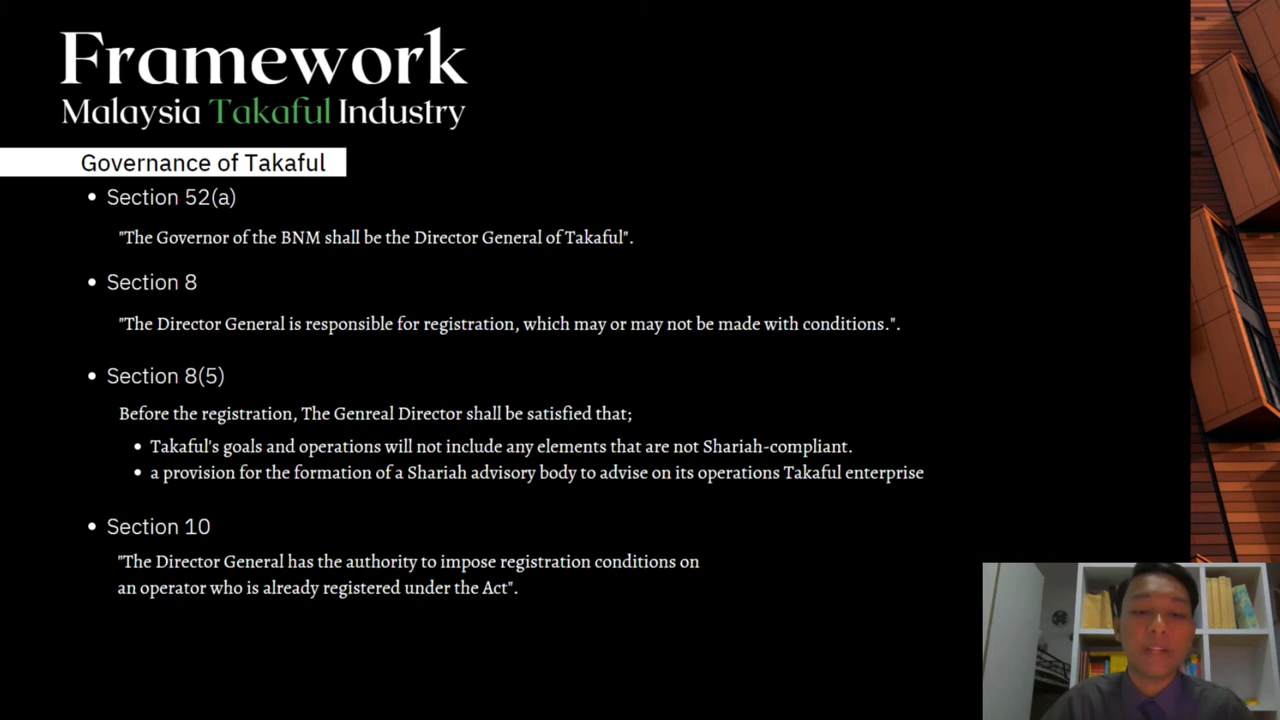 Framework
Malaysia Takaful Industry
Governance of Takaful
• Section 52(a)
"The Governor of the BNM shall be the Director General of Takaful".
• Section 8
"The Director General is responsible for registration, which may or may not be made with conditions.".
• Section 8(5)
Before the registration, The Genreal Director shall be satisfied that;
• Takaful's goals and operations will not include any elements that are not Shariah-compliant.
• a provision for the formation of a Shariah advisory body to advise on its operations Takaful enterprise
• Section 10
"The Director General has the authority to impose registration conditions on
an operator who is already registered under the Act".